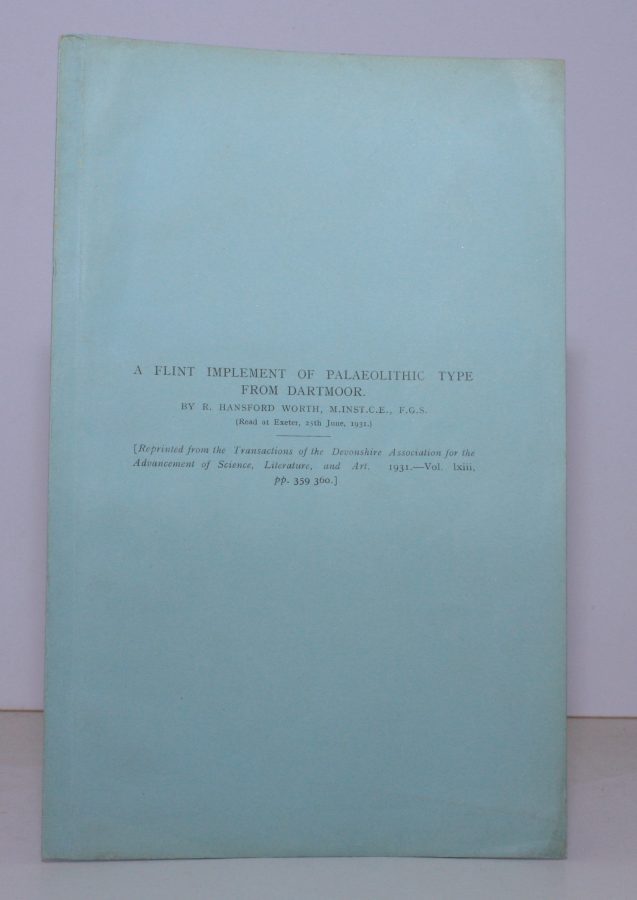 A FLINT IMPLEMENT OF PALAEOLITHIC TYPE
FROM DARTMOOR.
BY R. HANSFORD WORTH, M.INST.C.E., F.G.S.
(Read at Exeter, 25th June, 1931.)
[Reprinted from the Transactions of the Devonshire Association for the
Advancement of Science, Literature, and Art. 1931.—Vol. lxiii,
pp. 359 360.]